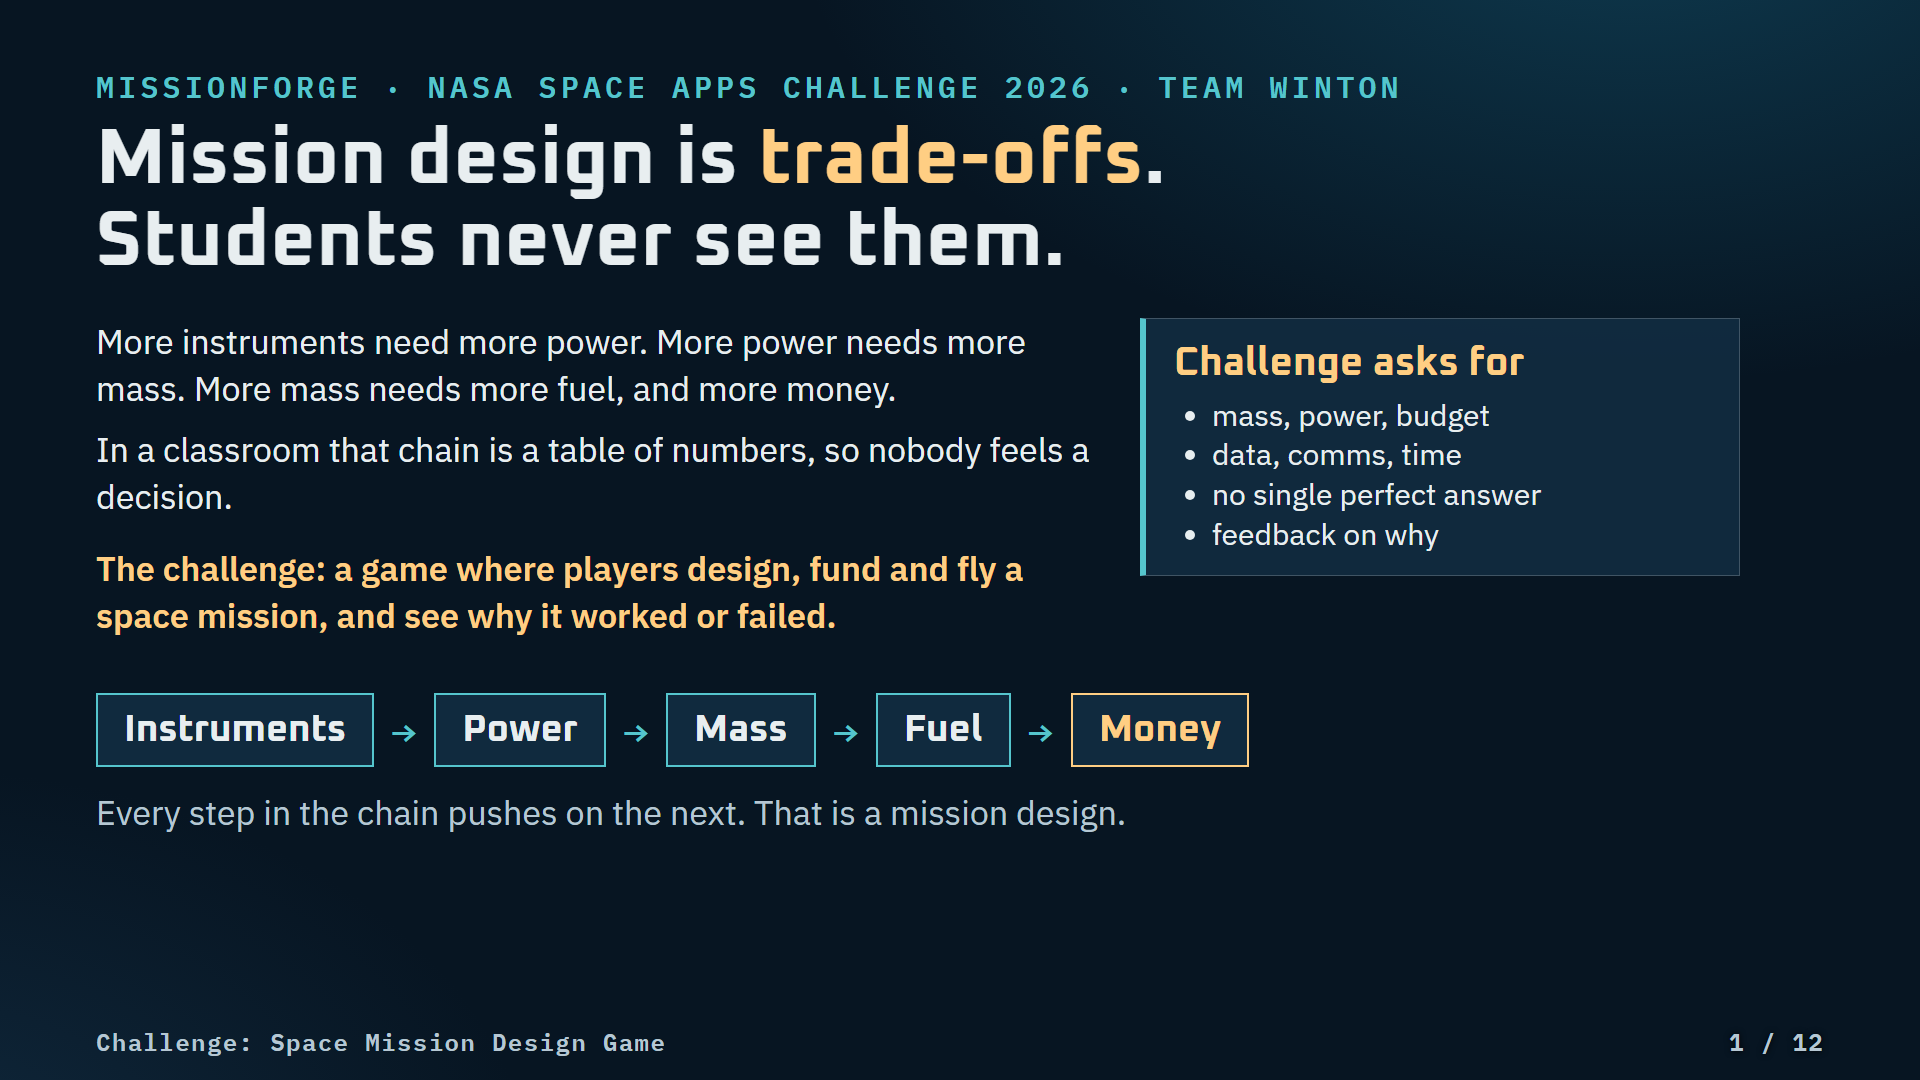 MISSIONFORGE · NASA SPACE APPS CHALLENGE 2026 · TEAM WINTON
Mission design is trade-offs.
Students never see them.
More instruments need more power. More power needs more
mass. More mass needs more fuel, and more money.
In a classroom that chain is a table of numbers, so nobody feels a
decision.
The challenge: a game where players design, fund and fly a
space mission, and see why it worked or failed.
Challenge asks for
• mass, power, budget
• data, comms, time
• no single perfect answer
• feedback on why
Instruments → Power → Mass → Fuel → Money
Every step in the chain pushes on the next. That is a mission design.
Challenge: Space Mission Design Game
1 / 12